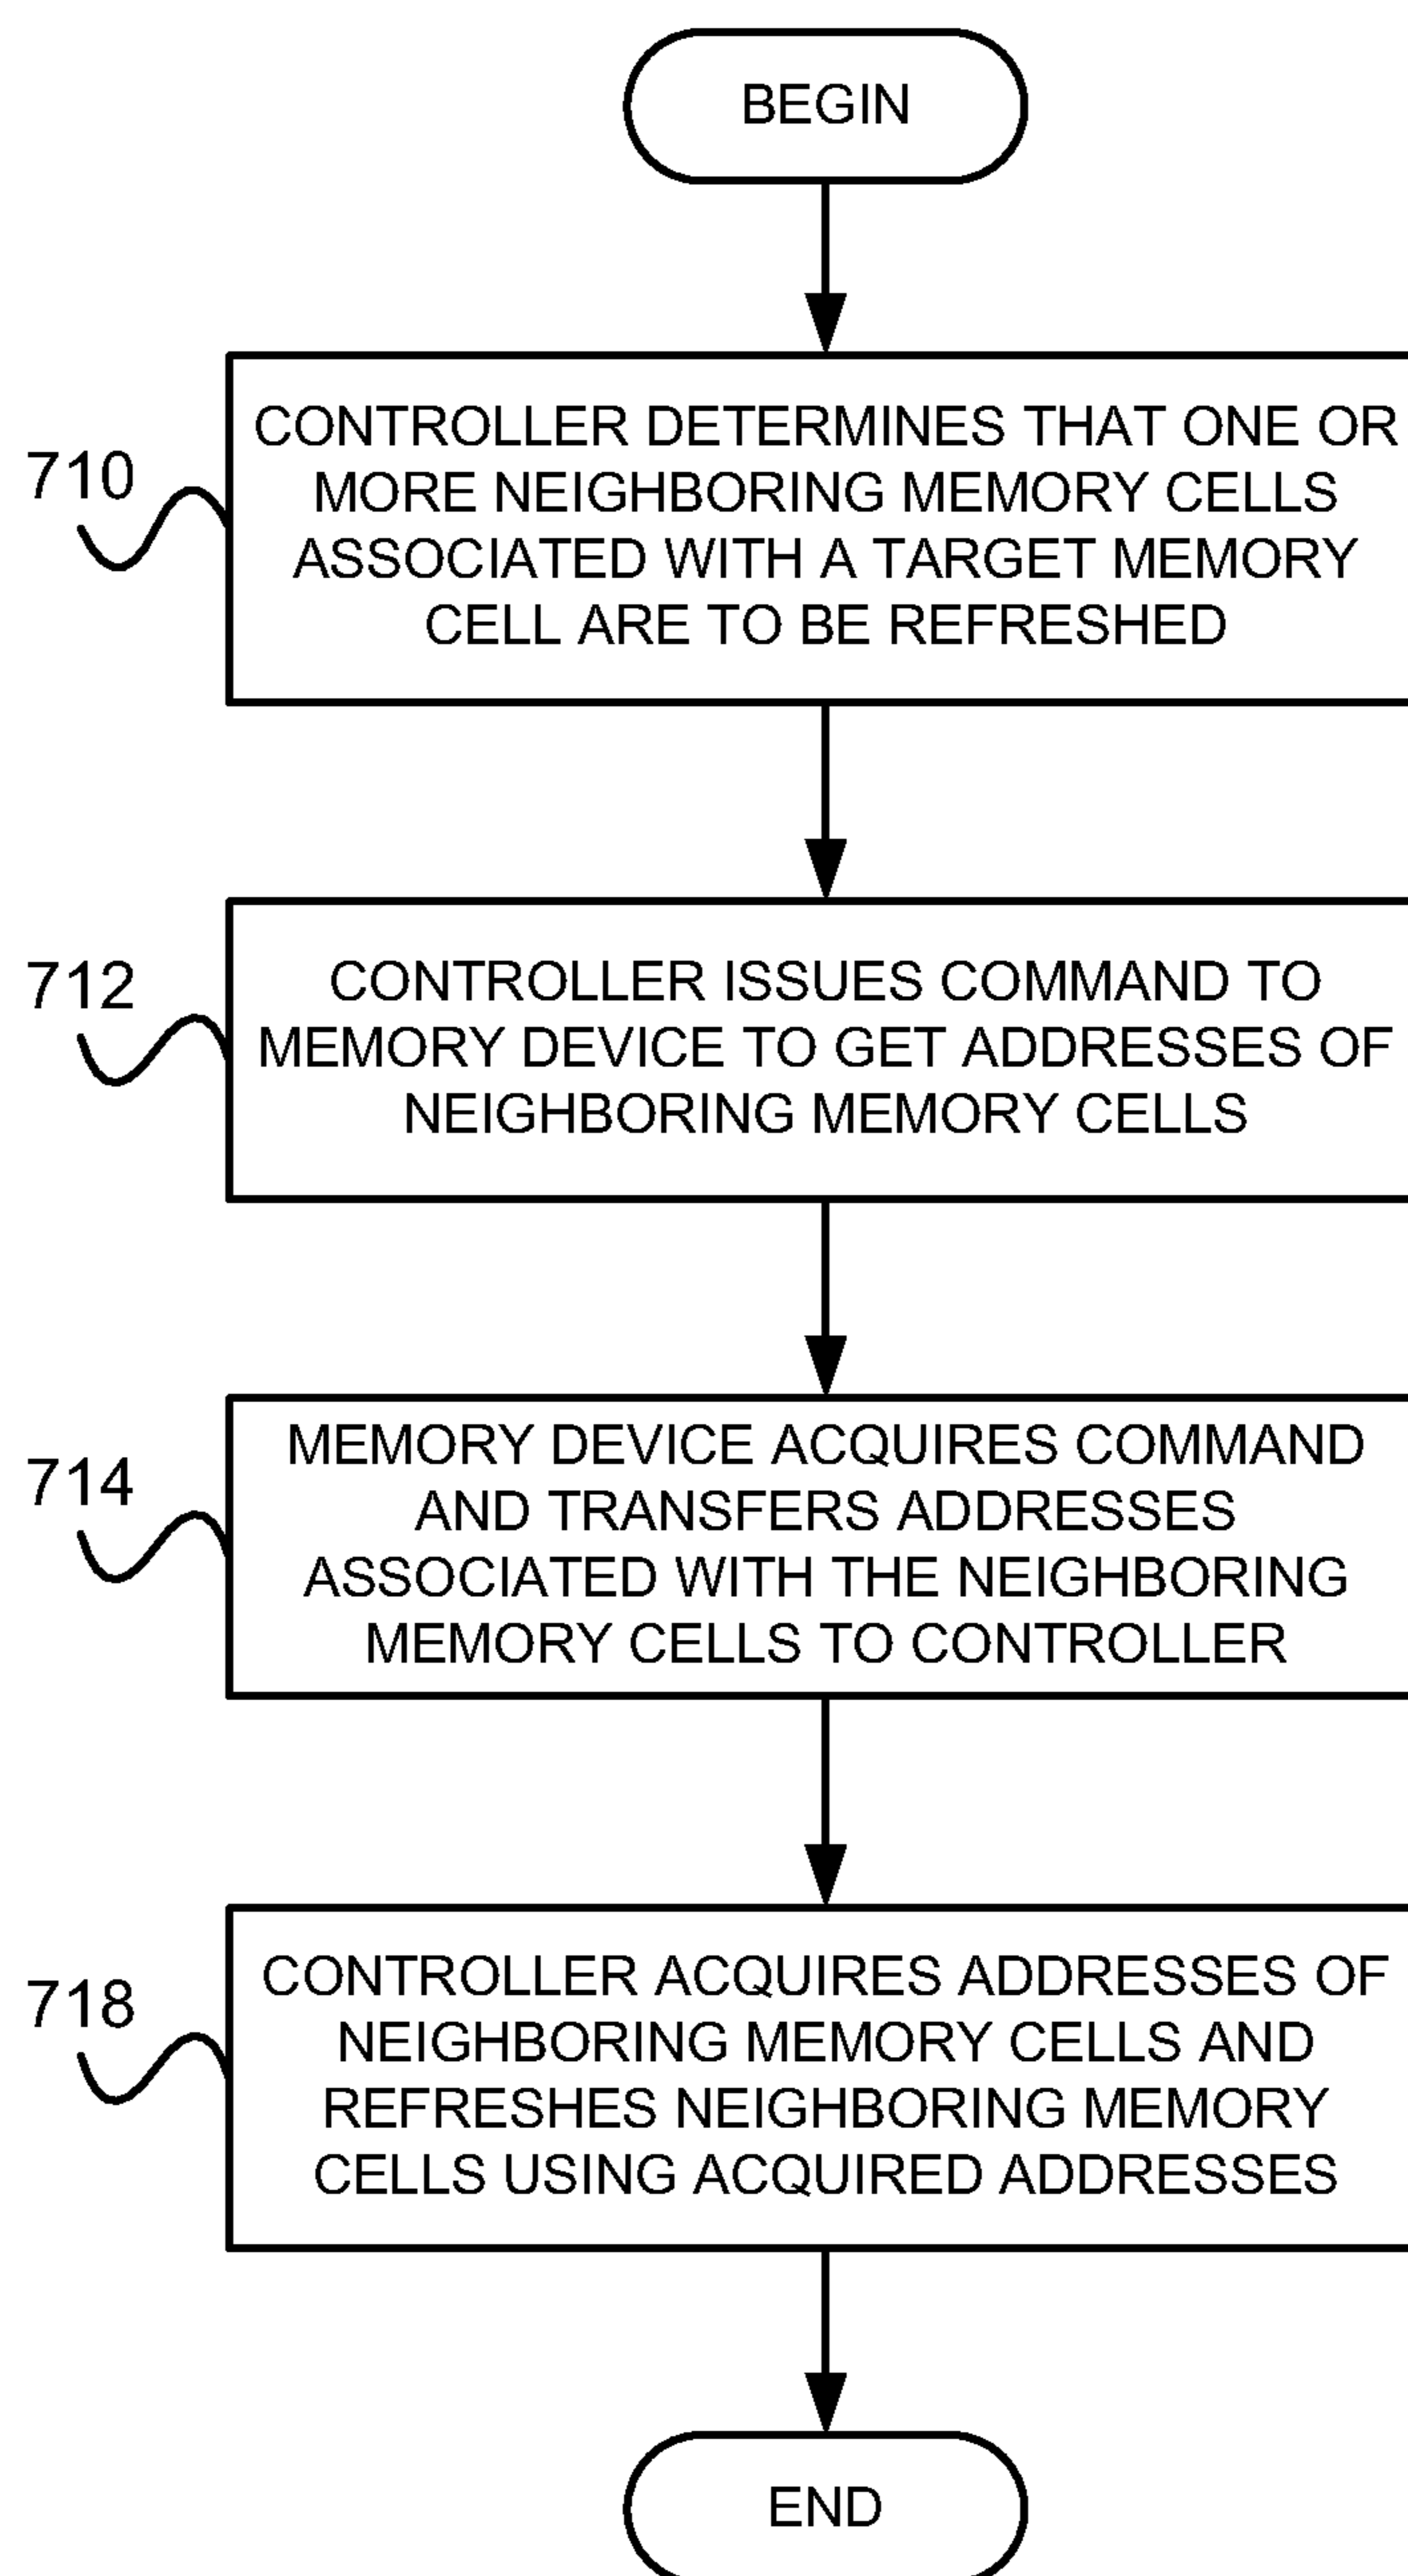 BEGIN
710
CONTROLLER DETERMINES THAT ONE OR
MORE NEIGHBORING MEMORY CELLS
ASSOCIATED WITH A TARGET MEMORY
CELL ARE TO BE REFRESHED
712
CONTROLLER ISSUES COMMAND TO
MEMORY DEVICE TO GET ADDRESSES OF
NEIGHBORING MEMORY CELLS
714
MEMORY DEVICE ACQUIRES COMMAND
AND TRANSFERS ADDRESSES
ASSOCIATED WITH THE NEIGHBORING
MEMORY CELLS TO CONTROLLER
718
CONTROLLER ACQUIRES ADDRESSES OF
NEIGHBORING MEMORY CELLS AND
REFRESHES NEIGHBORING MEMORY
CELLS USING ACQUIRED ADDRESSES
END